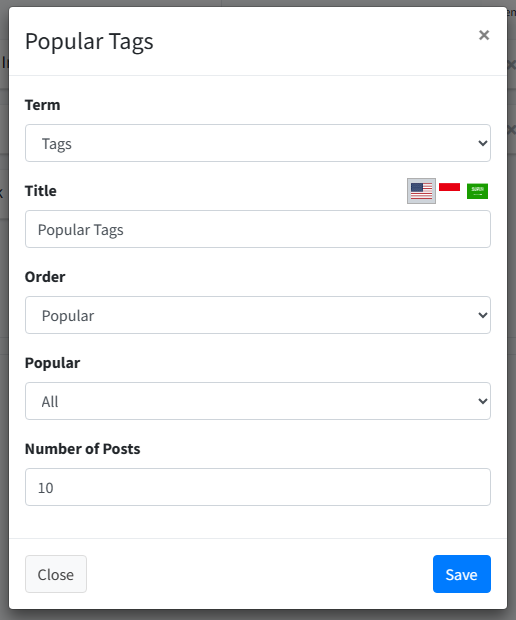 Popular Tags
×
Term
Tags
Title
Popular Tags
Order
Popular
Popular
All
Number of Posts
10
Close
Save